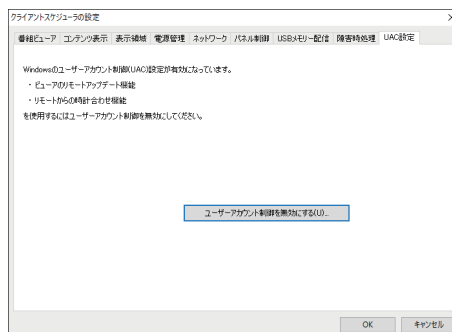 クライアントスケジューラの設定
番組ビューア コンテンツ表示 表示領域 電源管理 ネットワーク パネル制御 USBメモリー配信 障害時処理 UAC設定
Windowsのユーザーアカウント制御(UAC)設定が有効になっています。
・ビューアのリモートアップデート機能
・リモートからの時計合わせ機能
を使用するにはユーザーアカウント制御を無効にしてください。
ユーザーアカウント制御を無効にする(U)...
OK キャンセル